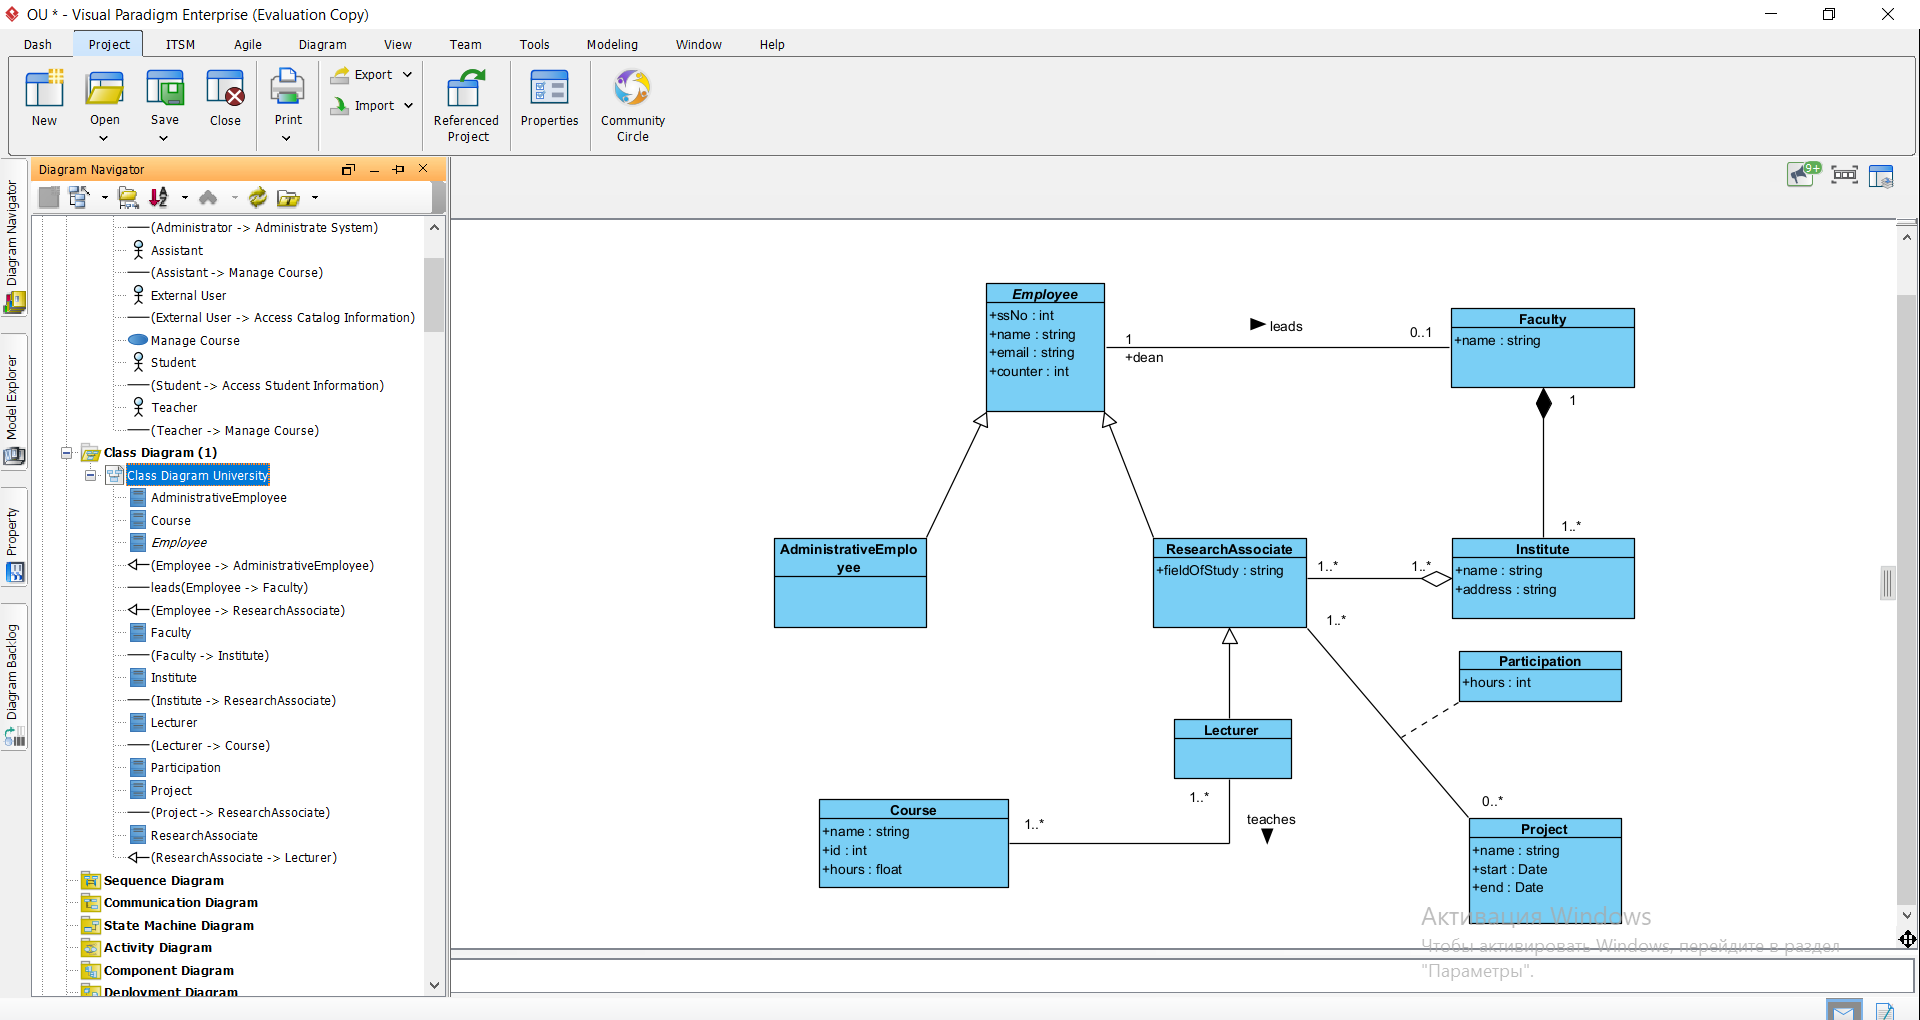 OU * - Visual Paradigm Enterprise (Evaluation Copy)
Dash
Project
ITSM
Agile
Diagram
View
Team
Tools
Modeling
Window
Help
New
Open
Save
Close
Print
Export
Import
Referenced
Project
Properties
Community
Circle
Diagram Navigator
Model Explorer
Property
Diagram Backlog
Diagram Navigator
(Administrator -> Administrate System)
Assistant
(Assistant -> Manage Course)
External User
(External User -> Access Catalog Information)
Manage Course
Student
(Student -> Access Student Information)
Teacher
(Teacher -> Manage Course)
Class Diagram (1)
Class Diagram University
AdministrativeEmployee
Course
Employee
(Employee -> AdministrativeEmployee)
leads(Employee -> Faculty)
(Employee -> ResearchAssociate)
Faculty
(Faculty -> Institute)
Institute
(Institute -> ResearchAssociate)
Lecturer
(Lecturer -> Course)
Participation
Project
(Project -> ResearchAssociate)
ResearchAssociate
(ResearchAssociate -> Lecturer)
Sequence Diagram
Communication Diagram
State Machine Diagram
Activity Diagram
Component Diagram
Deployment Diagram
9+
Employee
+ssNo : int
+name : string
+email : string
+counter : int
1
+dean
leads
0..1
Faculty
+name : string
1
1..*
AdministrativeEmplo
yee
ResearchAssociate
+fieldOfStudy : string
1..*
1..*
Institute
+name : string
+address : string
1..*
Participation
+hours : int
Lecturer
1..*
teaches
Course
+name : string
+id : int
+hours : float
1..*
0..*
Project
+name : string
+start : Date
+end : Date
Активация Windows
Чтобы активировать Windows, перейдите в раздел
"Параметры".